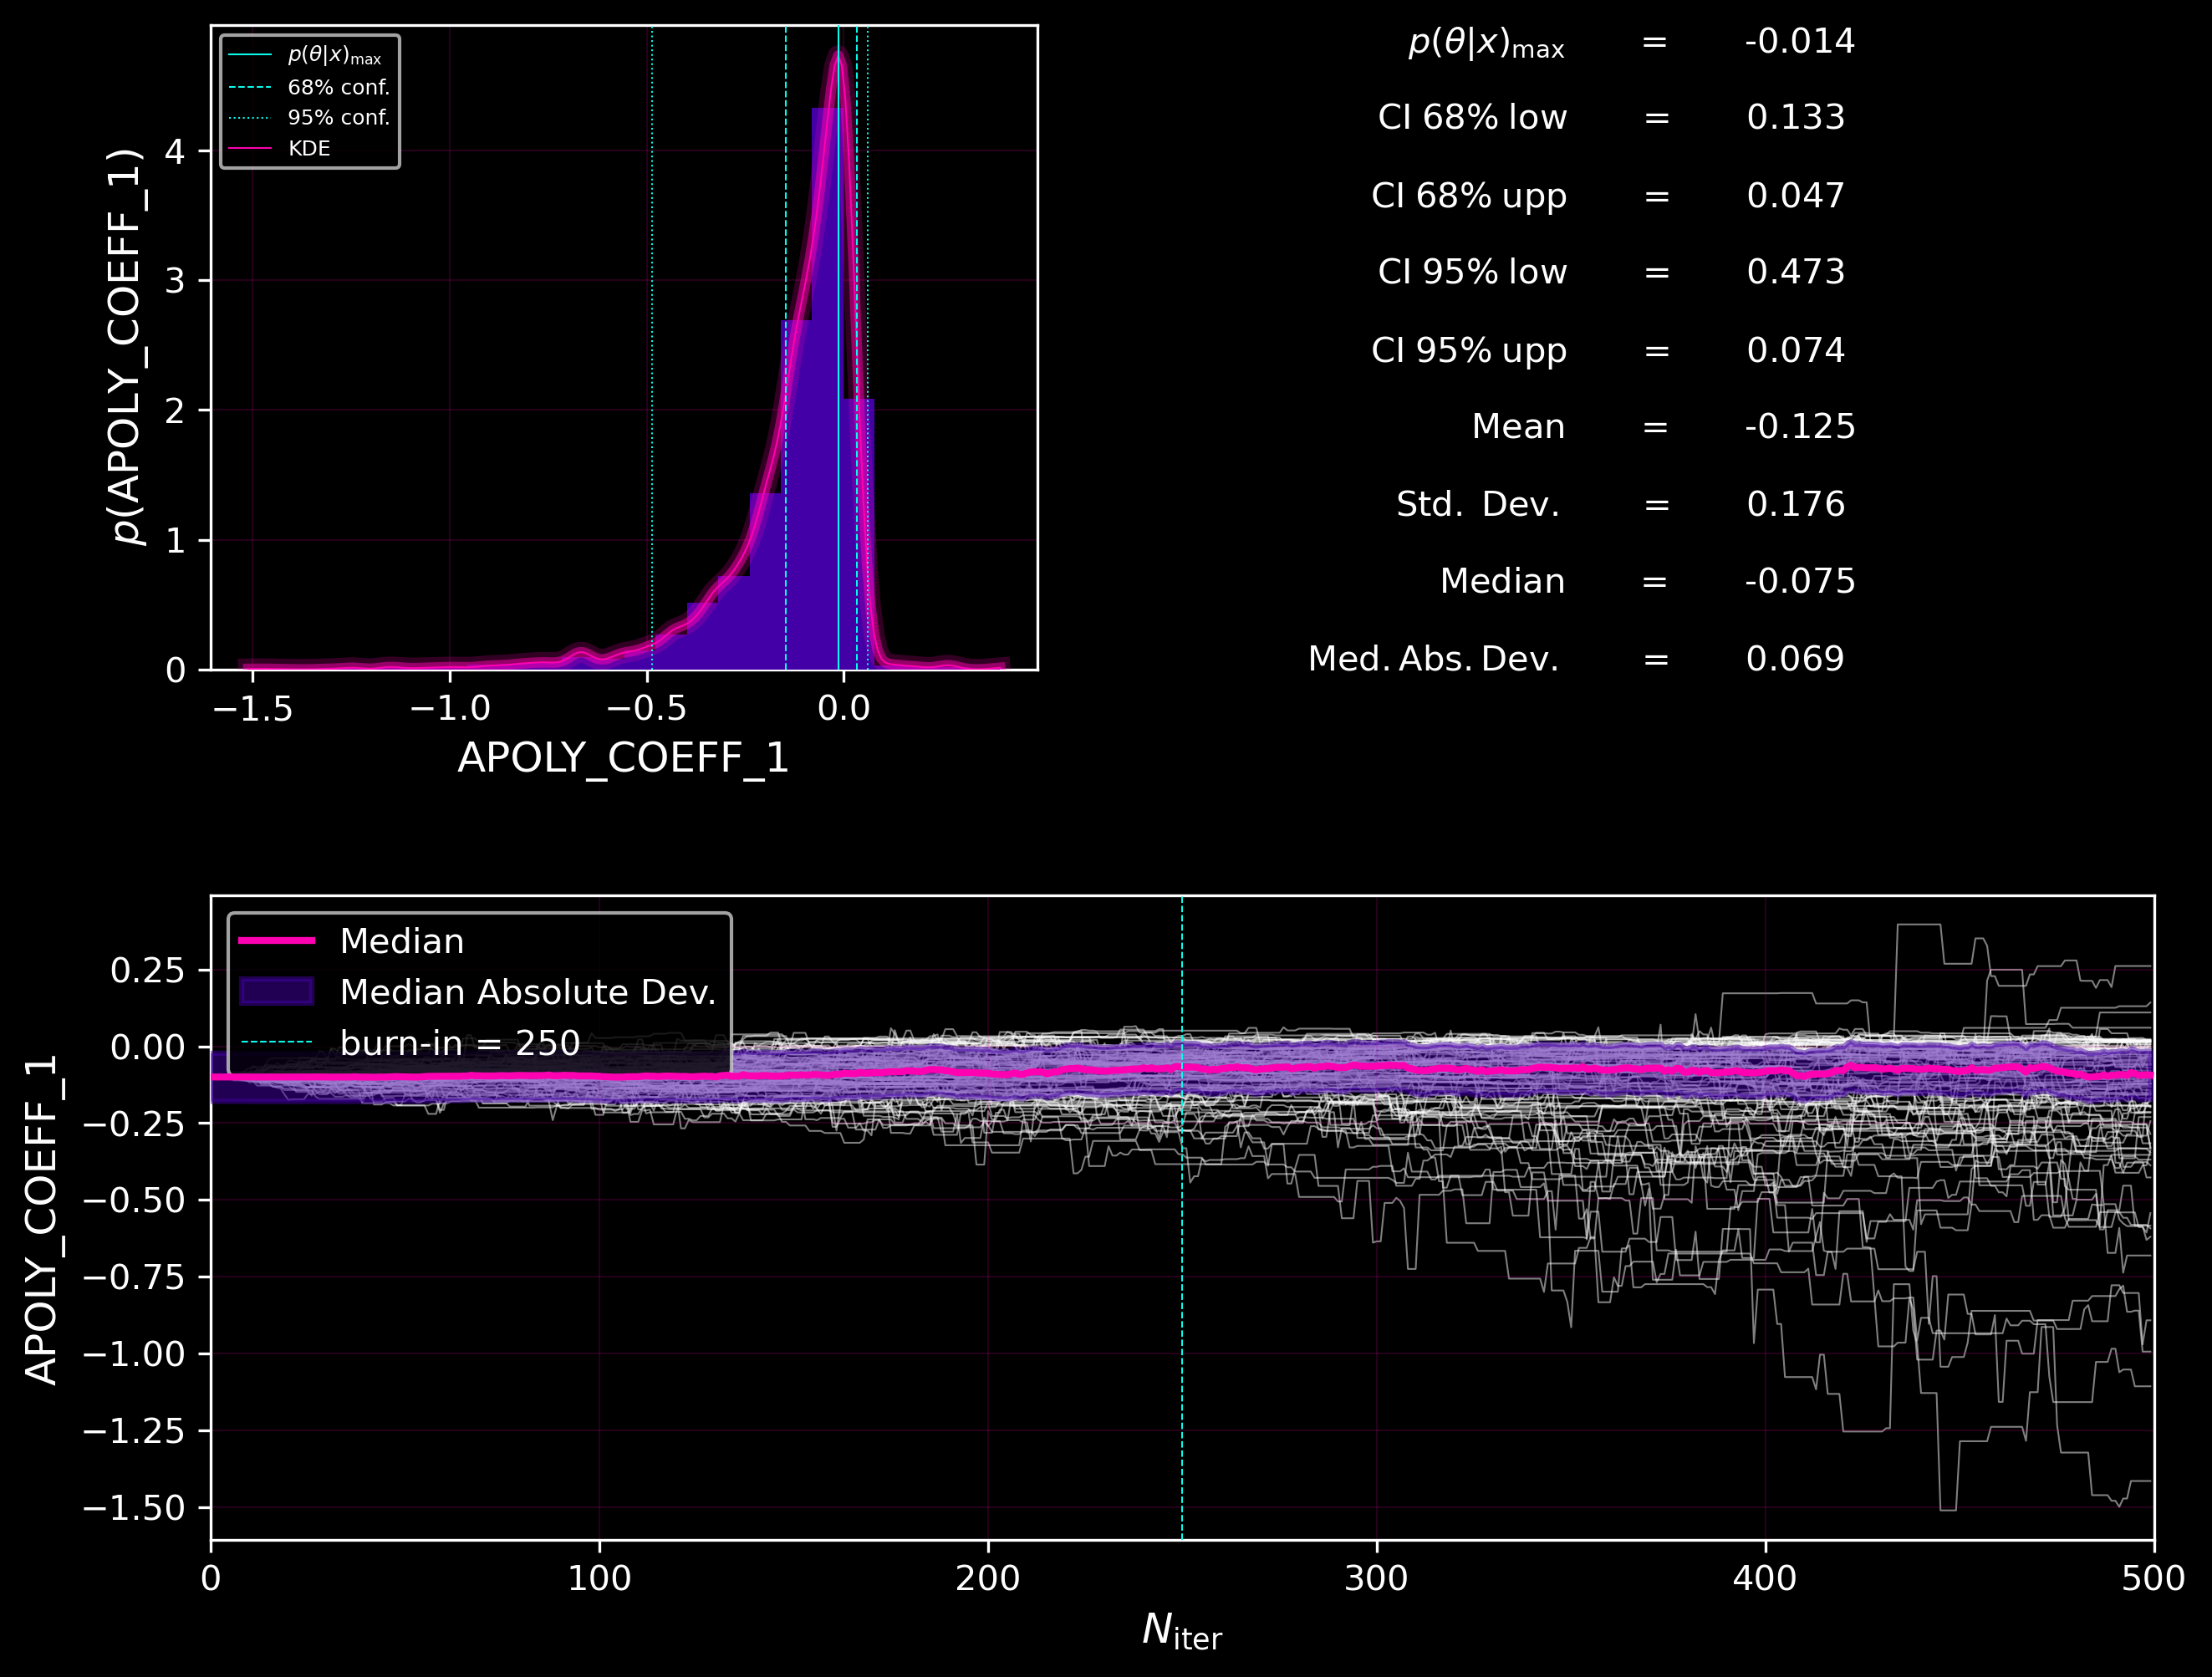 p(θ|x)max
68% conf.
95% conf.
KDE
p(APOLY_COEFF_1)
4
3
2
1
0
−1.5 −1.0 −0.5 0.0
APOLY_COEFF_1
p(θ|x)max = -0.014
CI 68% low = 0.133
CI 68% upp = 0.047
CI 95% low = 0.473
CI 95% upp = 0.074
Mean = -0.125
Std. Dev. = 0.176
Median = -0.075
Med. Abs. Dev. = 0.069
Median
Median Absolute Dev.
burn-in = 250
APOLY_COEFF_1
0.25
0.00
−0.25
−0.50
−0.75
−1.00
−1.25
−1.50
0 100 200 300 400 500
Niter